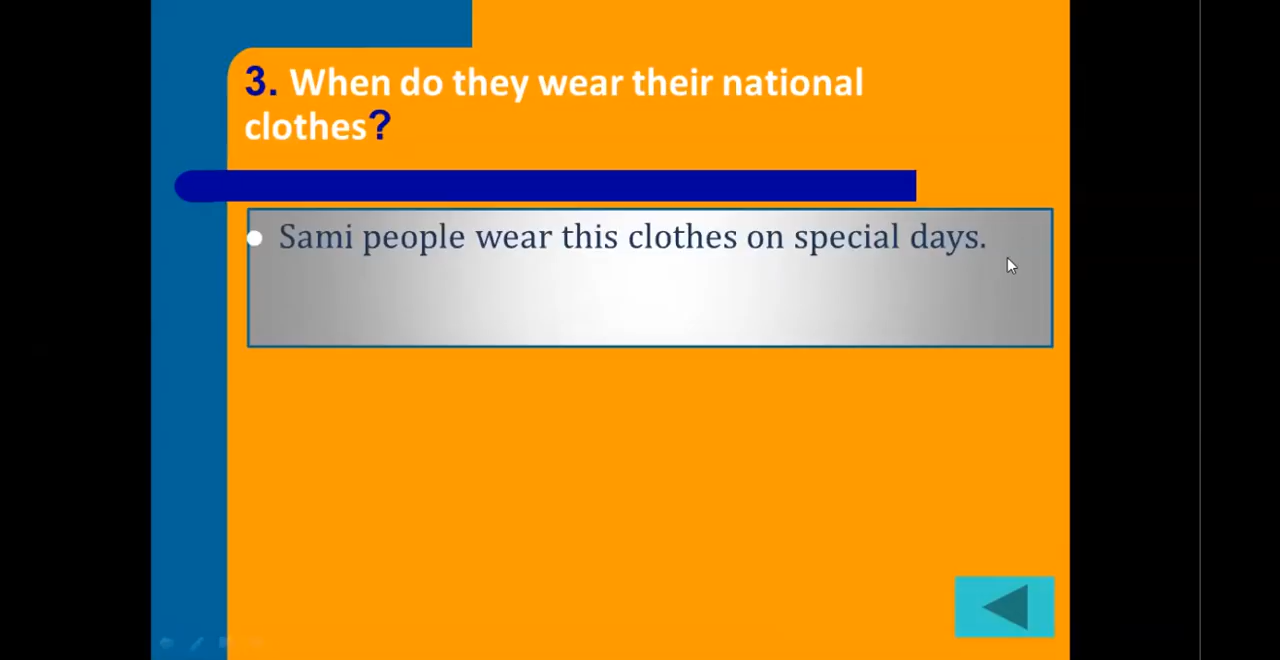 3. When do they wear their national
clothes?
Sami people wear this clothes on special days.